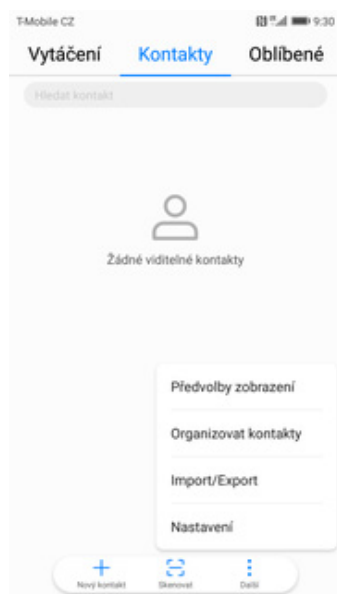 T-Mobile CZ 9:30
Vytáčení Kontakty Oblíbené
Hledat kontakt
Žádné viditelné kontakty
Předvolby zobrazení
Organizovat kontakty
Import/Export
Nastavení
Nový kontakt Skenovat Další